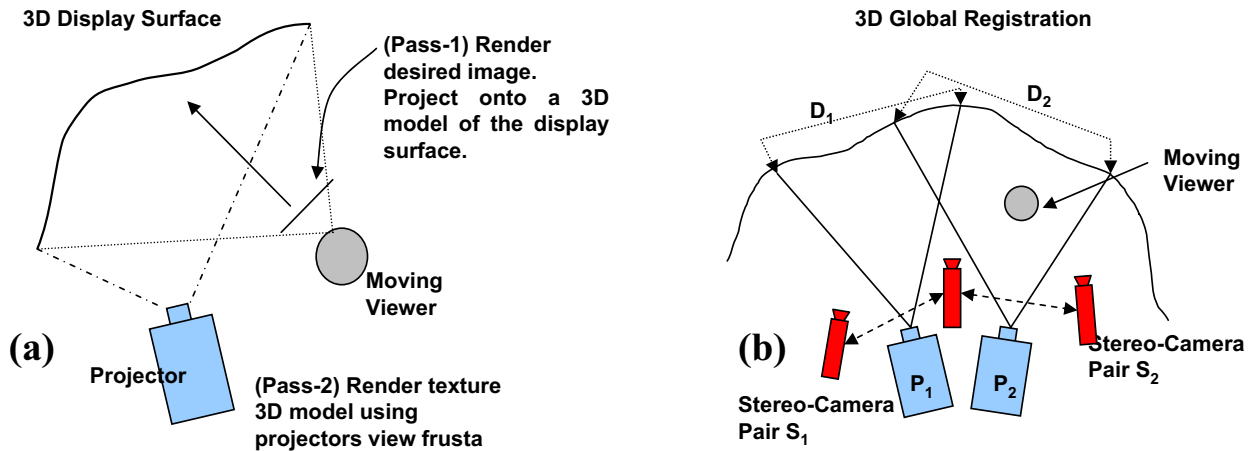 3D Display Surface
(Pass-1) Render
desired image.
Project onto a 3D
model of the display
surface.
Moving
Viewer
(a)
Projector
(Pass-2) Render texture
3D model using
projectors view frusta
3D Global Registration
D1
D2
Moving
Viewer
(b)
P1
P2
Stereo-Camera
Pair S2
Stereo-Camera
Pair S1